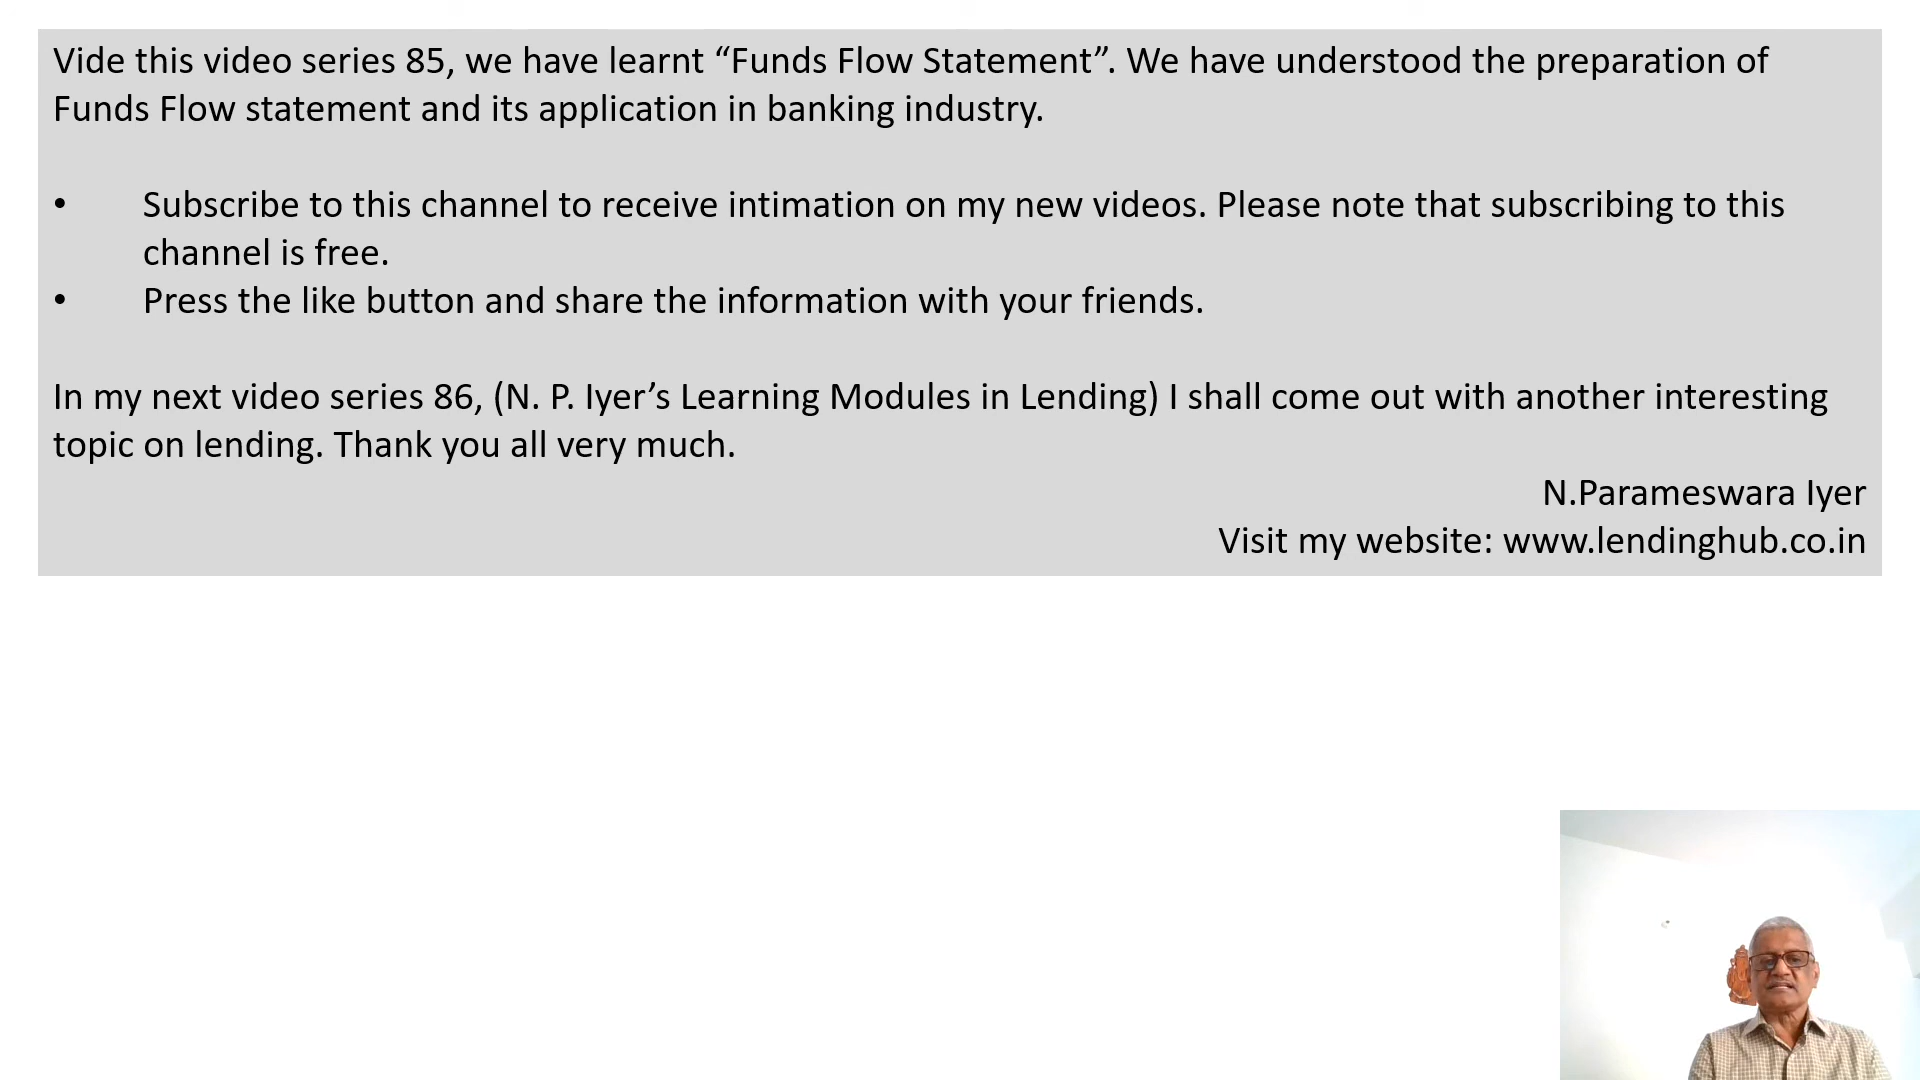 Vide this video series 85, we have learnt “Funds Flow Statement”. We have understood the preparation of
Funds Flow statement and its application in banking industry.
• Subscribe to this channel to receive intimation on my new videos. Please note that subscribing to this
channel is free.
• Press the like button and share the information with your friends.
In my next video series 86, (N. P. Iyer’s Learning Modules in Lending) I shall come out with another interesting
topic on lending. Thank you all very much.
N.Parameswara Iyer
Visit my website: www.lendinghub.co.in